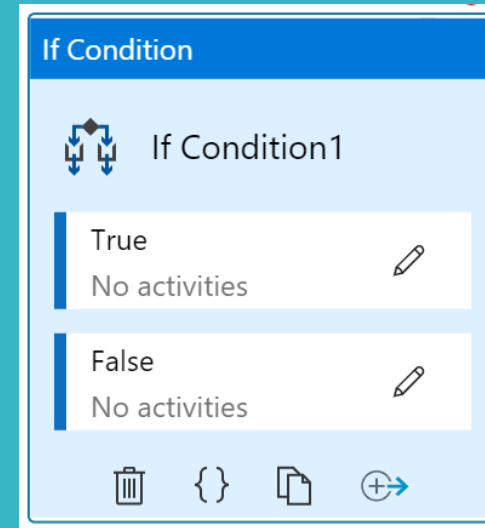 If Condition
If Condition1
True
No activities
False
No activities
{}